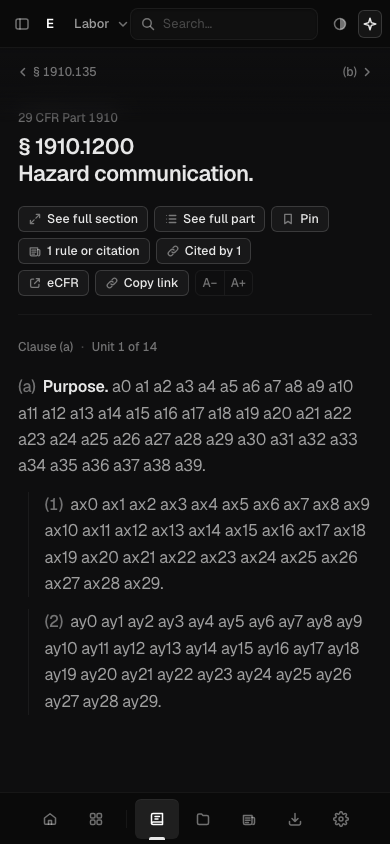 E Labor Search...
§ 1910.135 (b)
29 CFR Part 1910
§ 1910.1200
Hazard communication.
See full section See full part Pin
1 rule or citation Cited by 1
eCFR Copy link A− A+
Clause (a) · Unit 1 of 14
(a) Purpose. a0 a1 a2 a3 a4 a5 a6 a7 a8 a9 a10
a11 a12 a13 a14 a15 a16 a17 a18 a19 a20 a21 a22
a23 a24 a25 a26 a27 a28 a29 a30 a31 a32 a33
a34 a35 a36 a37 a38 a39.
(1) ax0 ax1 ax2 ax3 ax4 ax5 ax6 ax7 ax8 ax9
ax10 ax11 ax12 ax13 ax14 ax15 ax16 ax17 ax18
ax19 ax20 ax21 ax22 ax23 ax24 ax25 ax26
ax27 ax28 ax29.
(2) ay0 ay1 ay2 ay3 ay4 ay5 ay6 ay7 ay8 ay9
ay10 ay11 ay12 ay13 ay14 ay15 ay16 ay17 ay18
ay19 ay20 ay21 ay22 ay23 ay24 ay25 ay26
ay27 ay28 ay29.